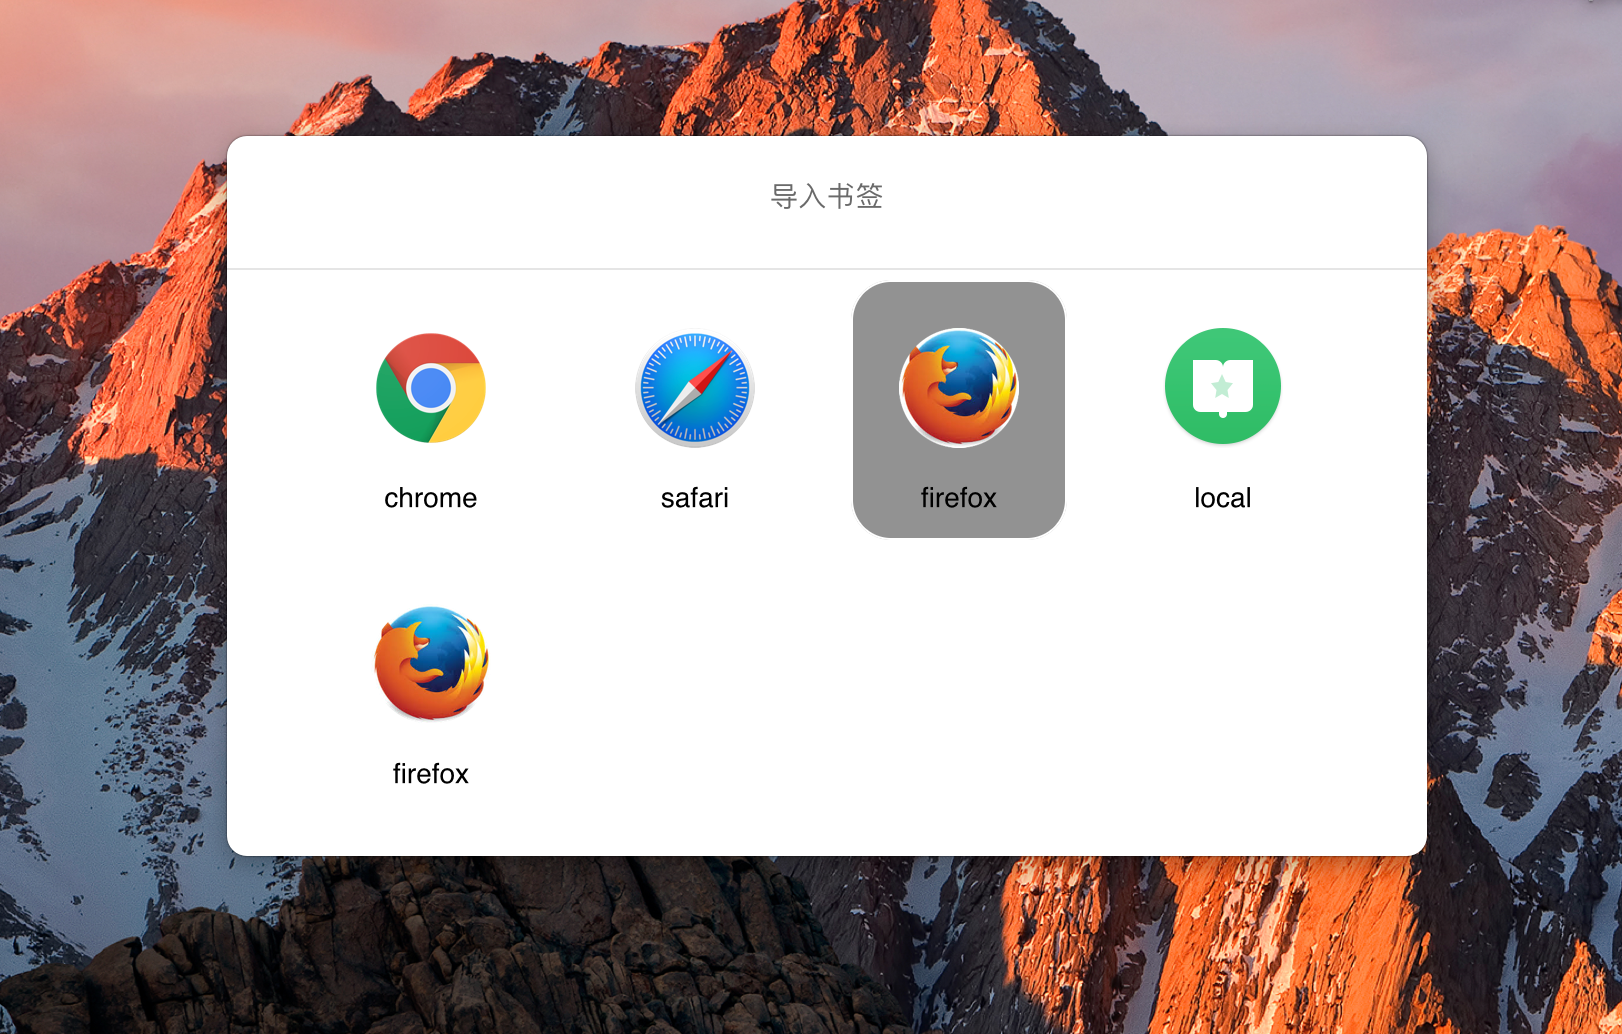 导入书签
chrome
safari
firefox
local
firefox